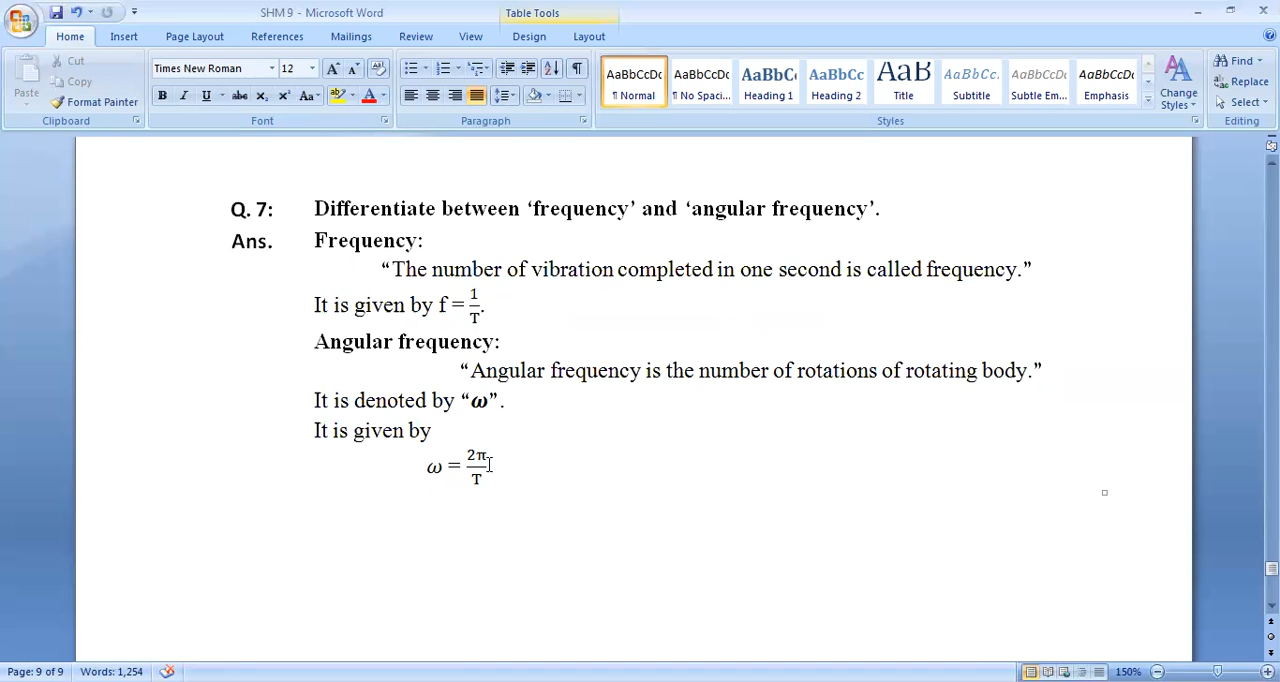 SHM 9 - Microsoft Word
Table Tools
Home Insert Page Layout References Mailings Review View Design Layout
Paste
Cut
Copy
Format Painter
Clipboard
Times New Roman 12
B I U abc X₂ X² Aa
Font
Paragraph
AaBbCcDc AaBbCcDc AaBbC AaBbCc AaB AaBbCc. AaBbCcDc AaBbCcDc
¶ Normal ¶ No Spaci... Heading 1 Heading 2 Title Subtitle Subtle Em... Emphasis
Change Styles
Styles
Find
Replace
Select
Editing
Q. 7: Differentiate between ‘frequency’ and ‘angular frequency’.
Ans. Frequency:
“The number of vibration completed in one second is called frequency.”
It is given by f = 1/T.
Angular frequency:
“Angular frequency is the number of rotations of rotating body.”
It is denoted by “ω”.
It is given by
ω = 2π/T
Page: 9 of 9 Words: 1,254 150%